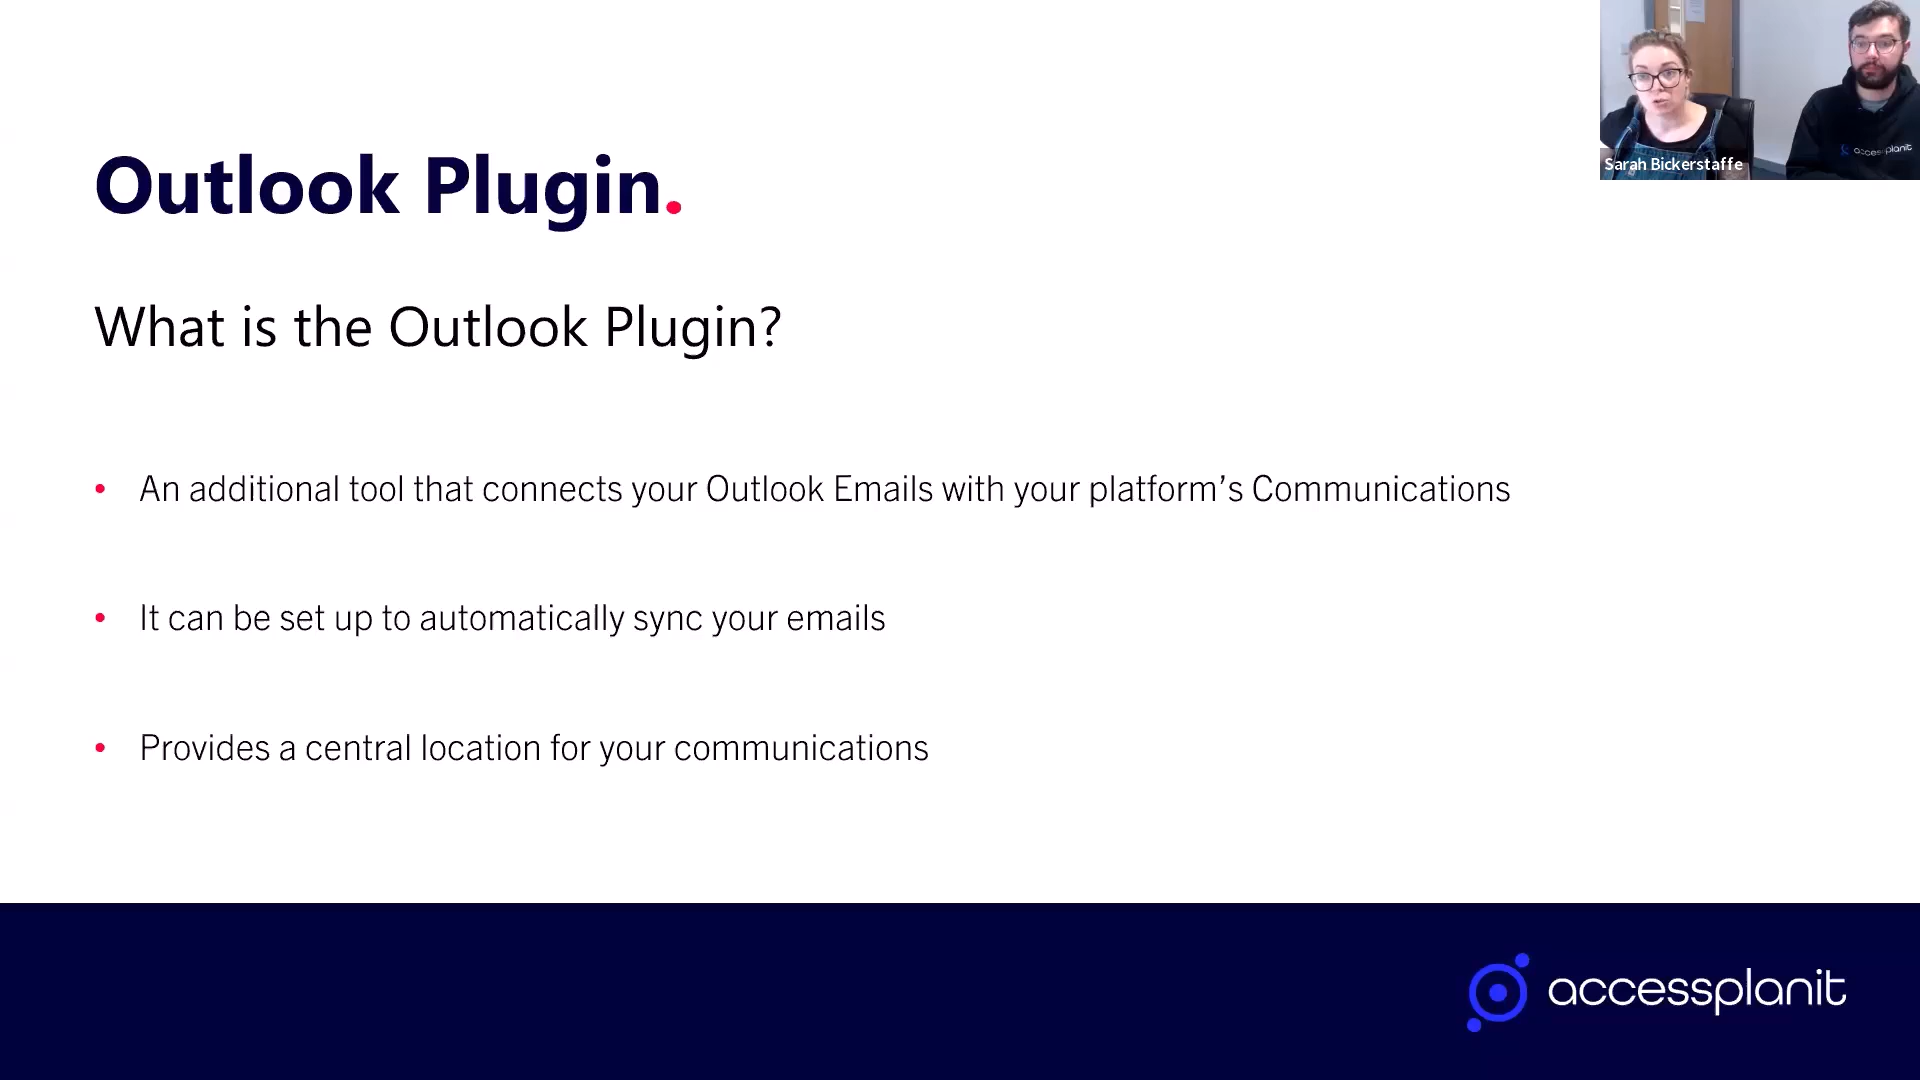 Outlook Plugin.
What is the Outlook Plugin?
• An additional tool that connects your Outlook Emails with your platform’s Communications
• It can be set up to automatically sync your emails
• Provides a central location for your communications
Sarah Bickerstaffe
accessplanit
accessplanit